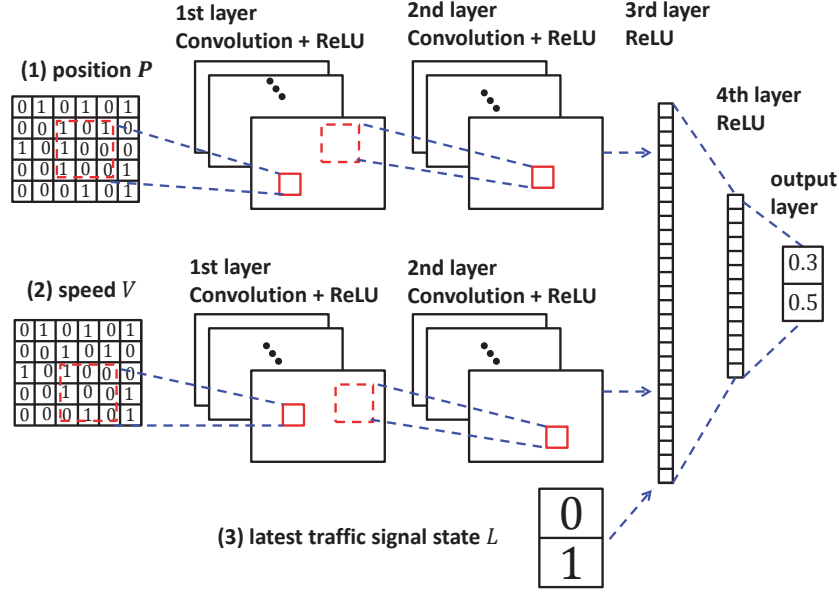 1st layer
Convolution + ReLU
2nd layer
Convolution + ReLU
3rd layer
ReLU
(1) position P
0 1 0 1 0 1
0 0 1 0 1 0
1 0 1 0 0 0
0 0 1 0 0 1
0 0 0 1 0 1
4th layer
ReLU
output
layer
0.3
0.5
1st layer
Convolution + ReLU
2nd layer
Convolution + ReLU
(2) speed V
0 1 0 1 0 1
0 0 1 0 1 0
1 0 1 0 0 0
0 0 1 0 0 1
0 0 0 1 0 1
(3) latest traffic signal state L
0
1